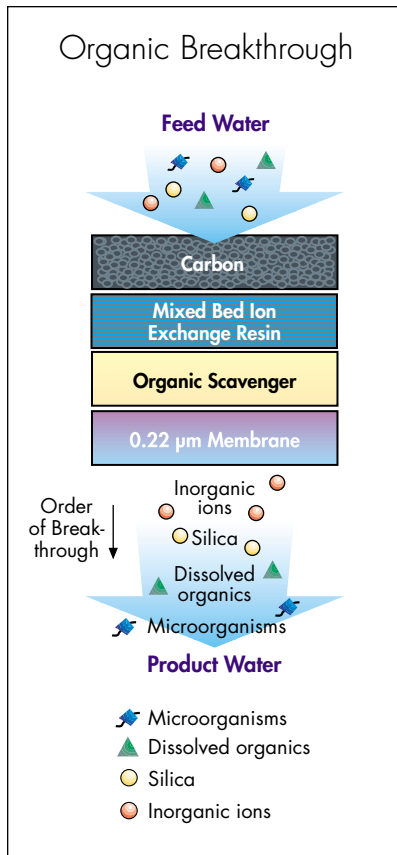 Organic Breakthrough
Feed Water
Carbon
Mixed Bed Ion
Exchange Resin
Organic Scavenger
0.22 µm Membrane
Order
of Break-
through
Inorganic
ions
Silica
Dissolved
organics
Microorganisms
Product Water
Microorganisms
Dissolved organics
Silica
Inorganic ions